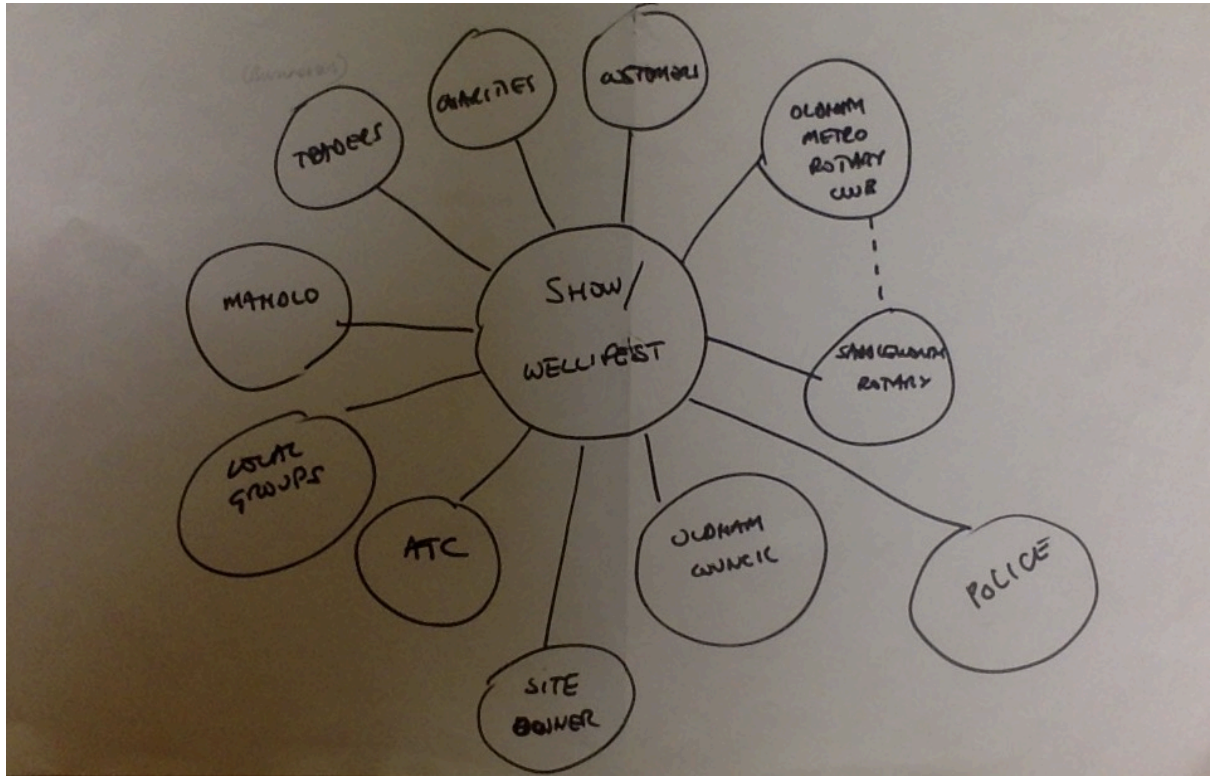 TRADERS
CHARITIES
CUSTOMERS
OLDHAM
METRO
ROTARY
CLUB
MANOLO
SHOW/
WELLIFEST
SADDLEWORTH
ROTARY
LOCAL
GROUPS
ATC
OLDHAM
COUNCIL
POLICE
SITE
OWNER